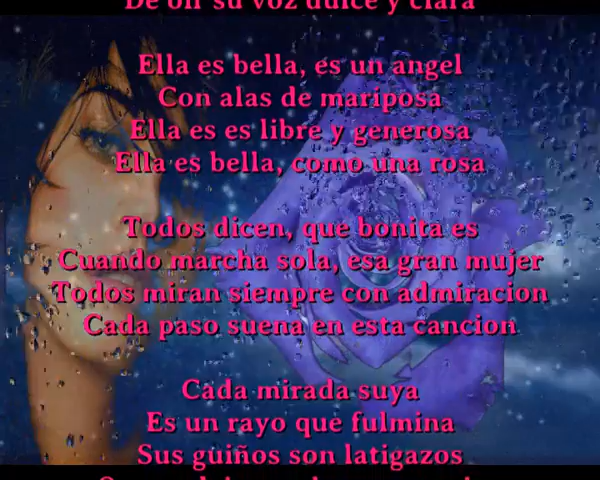 De oir su voz dulce y clara
Ella es bella, es un angel
Con alas de mariposa
Ella es es libre y generosa
Ella es bella, como una rosa
Todos dicen, que bonita es
Cuando marcha sola, esa gran mujer
Todos miran siempre con admiracion
Cada paso suena en esta cancion
Cada mirada suya
Es un rayo que fulmina
Sus guiños son latigazos